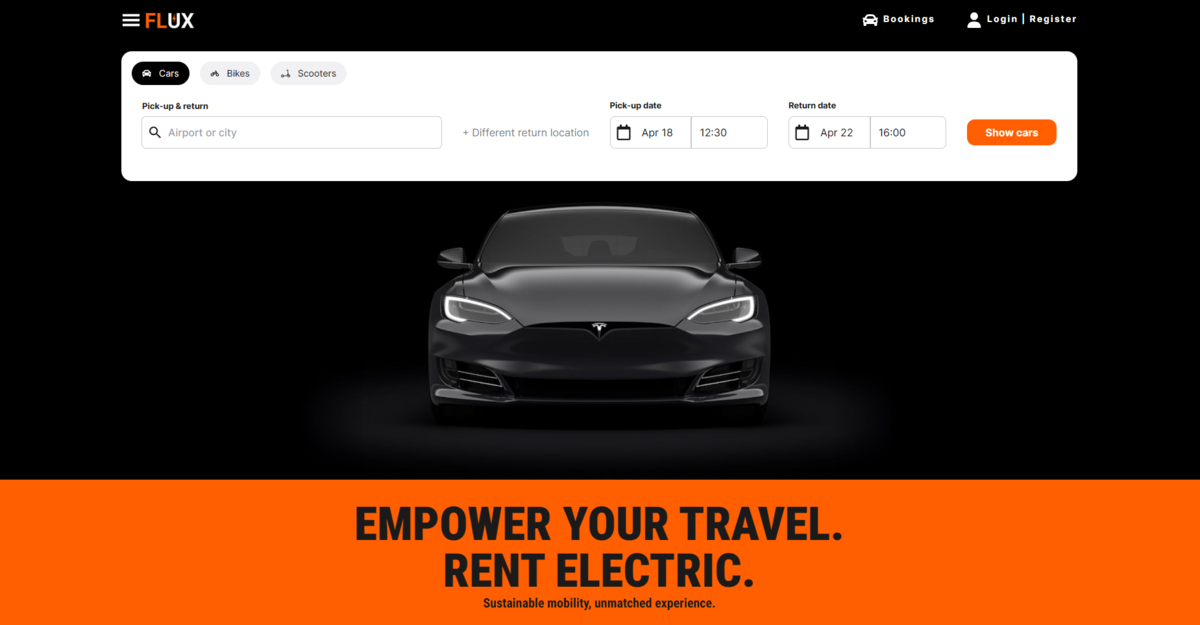 FLUX
Bookings
Login | Register
Cars
Bikes
Scooters
Pick-up & return
Airport or city
+ Different return location
Pick-up date
Apr 18
12:30
Return date
Apr 22
16:00
Show cars
EMPOWER YOUR TRAVEL.
RENT ELECTRIC.
Sustainable mobility, unmatched experience.